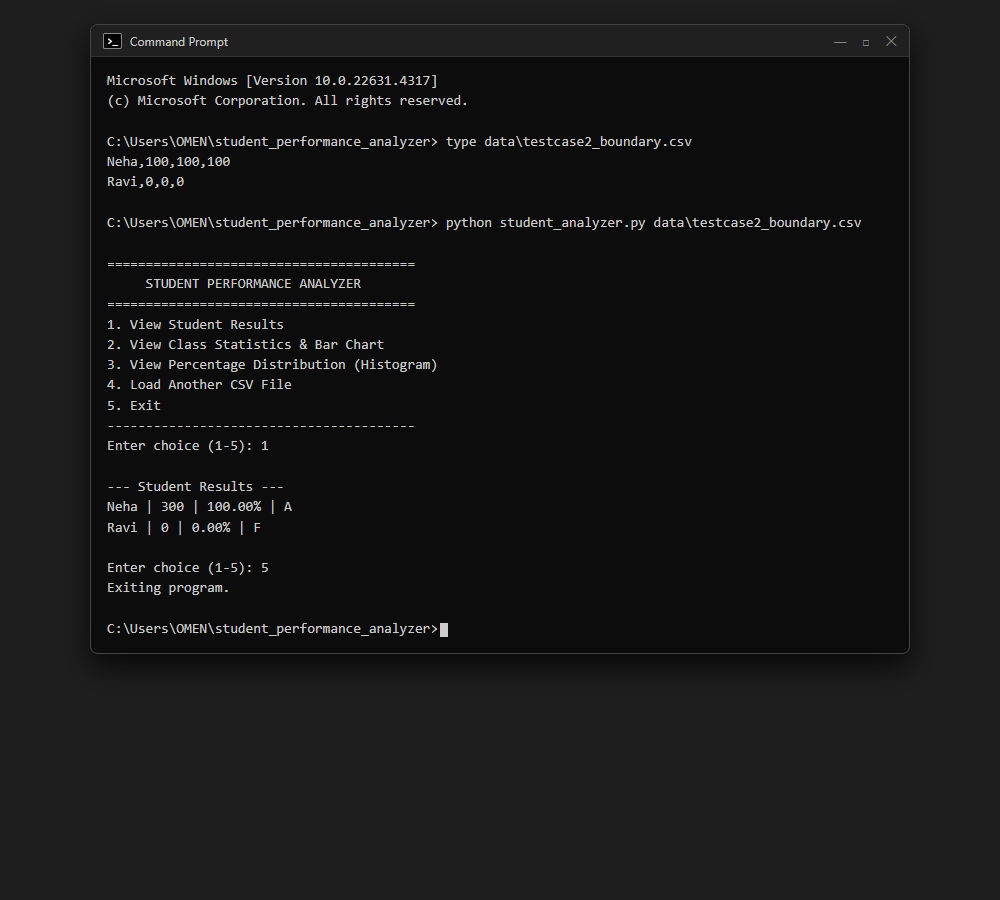 Command Prompt
Microsoft Windows [Version 10.0.22631.4317]
(c) Microsoft Corporation. All rights reserved.
C:\Users\OMEN\student_performance_analyzer> type data\testcase2_boundary.csv
Neha,100,100,100
Ravi,0,0,0
C:\Users\OMEN\student_performance_analyzer> python student_analyzer.py data\testcase2_boundary.csv
========================================
     STUDENT PERFORMANCE ANALYZER
========================================
1. View Student Results
2. View Class Statistics & Bar Chart
3. View Percentage Distribution (Histogram)
4. Load Another CSV File
5. Exit
----------------------------------------
Enter choice (1-5): 1
--- Student Results ---
Neha | 300 | 100.00% | A
Ravi | 0 | 0.00% | F
Enter choice (1-5): 5
Exiting program.
C:\Users\OMEN\student_performance_analyzer>